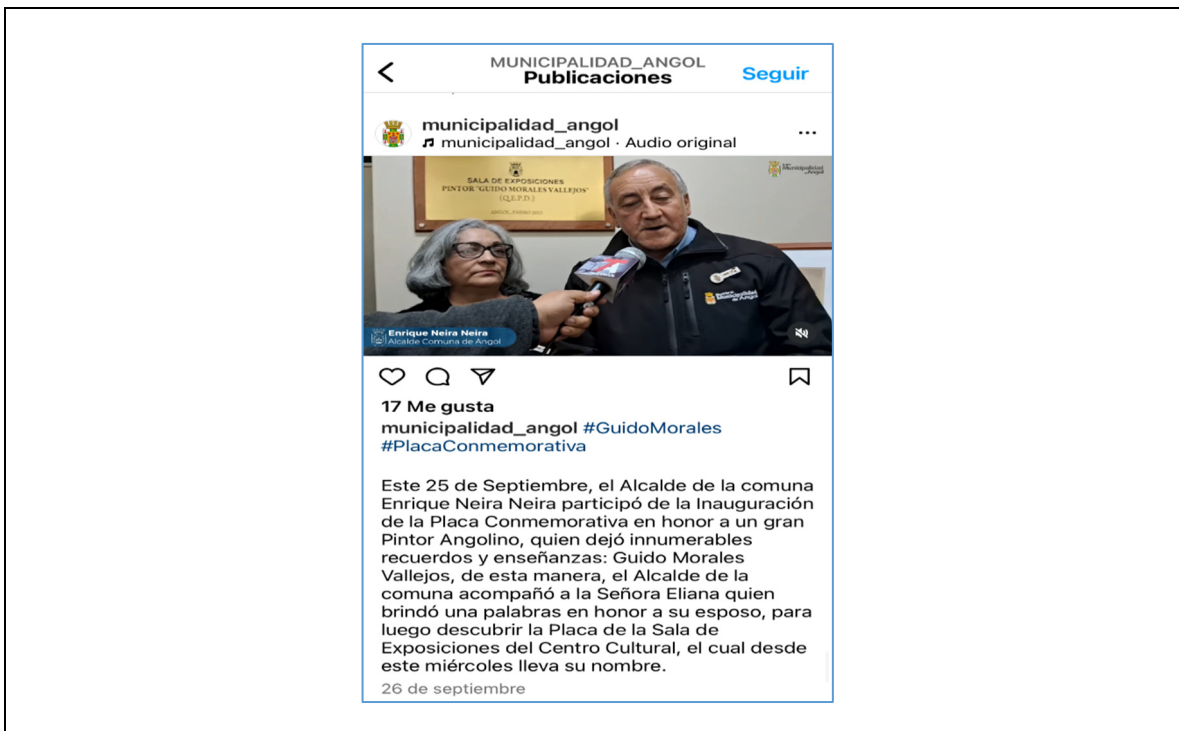 MUNICIPALIDAD_ANGOL
Publicaciones
Seguir
municipalidad_angol
municipalidad_angol · Audio original
SALA DE EXPOSICIONES
PINTOR "GUIDO MORALES VALLEJOS"
(Q.E.P.D.)
Municipalidad
Angol
Municipalidad
de Angol
Enrique Neira Neira
Alcalde Comuna de Angol
17 Me gusta
municipalidad_angol #GuidoMorales
#PlacaConmemorativa
Este 25 de Septiembre, el Alcalde de la comuna
Enrique Neira Neira participó de la Inauguración
de la Placa Conmemorativa en honor a un gran
Pintor Angolino, quien dejó innumerables
recuerdos y enseñanzas: Guido Morales
Vallejos, de esta manera, el Alcalde de la
comuna acompañó a la Señora Eliana quien
brindó una palabras en honor a su esposo, para
luego descubrir la Placa de la Sala de
Exposiciones del Centro Cultural, el cual desde
este miércoles lleva su nombre.
26 de septiembre